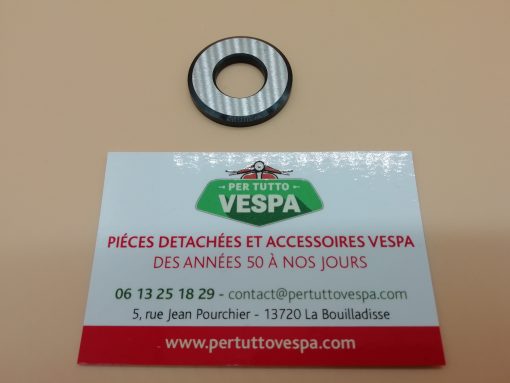 PER TUTTO
VESPA
PIÉCES DETACHÉES ET ACCESSOIRES VESPA
DES ANNÉES 50 À NOS JOURS
06 13 25 18 29 - contact@pertuttovespa.com
5, rue Jean Pourchier - 13720 La Bouilladisse
www.pertuttovespa.com